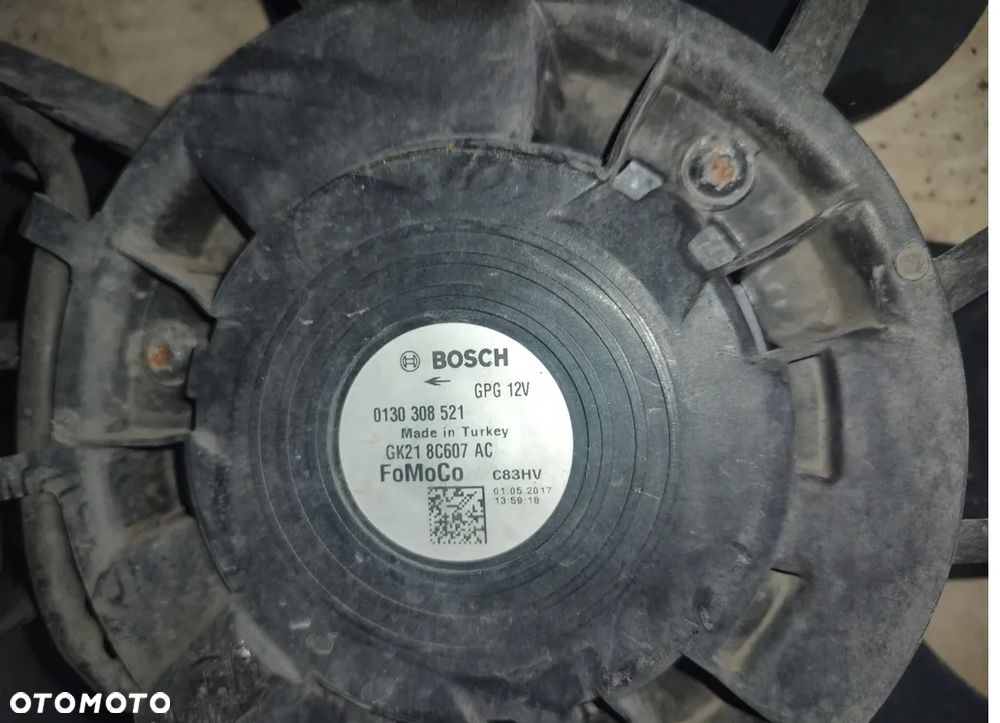 BOSCH
GPG 12V
0130 308 521
Made in Turkey
GK21 8C607 AC
FoMoCo C83HV
01.05.2017
13:59:18
OTOMOTO